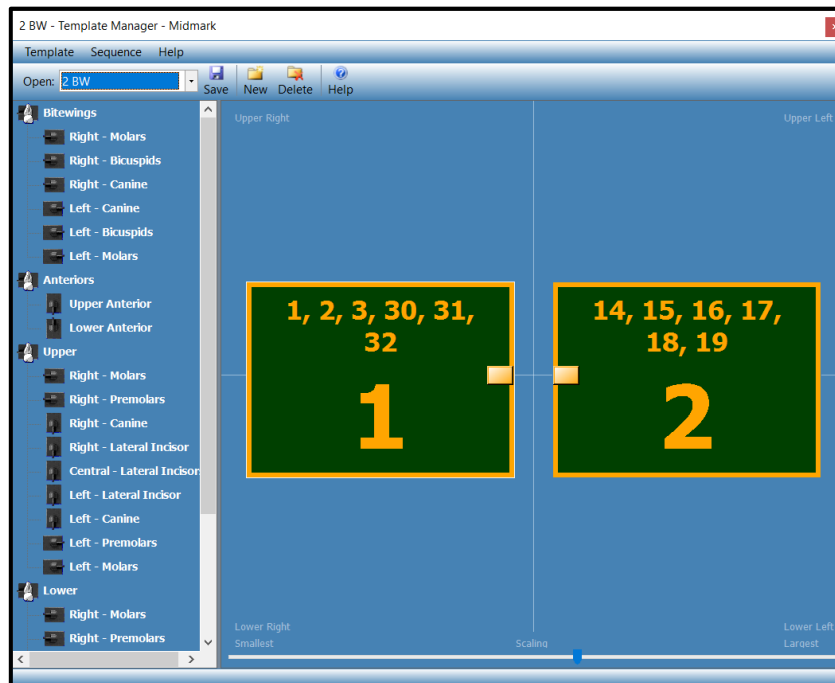 2 BW - Template Manager - Midmark
Template Sequence Help
Open: 2 BW
Save New Delete Help
Bitewings
Right - Molars
Right - Bicuspids
Right - Canine
Left - Canine
Left - Bicuspids
Left - Molars
Anteriors
Upper Anterior
Lower Anterior
Upper
Right - Molars
Right - Premolars
Right - Canine
Right - Lateral Incisor
Central - Lateral Incisor
Left - Lateral Incisor
Left - Canine
Left - Premolars
Left - Molars
Lower
Right - Molars
Right - Premolars
Upper Right
Upper Left
1, 2, 3, 30, 31,
32
1
14, 15, 16, 17,
18, 19
2
Lower Right
Lower Left
Smallest
Scaling
Largest